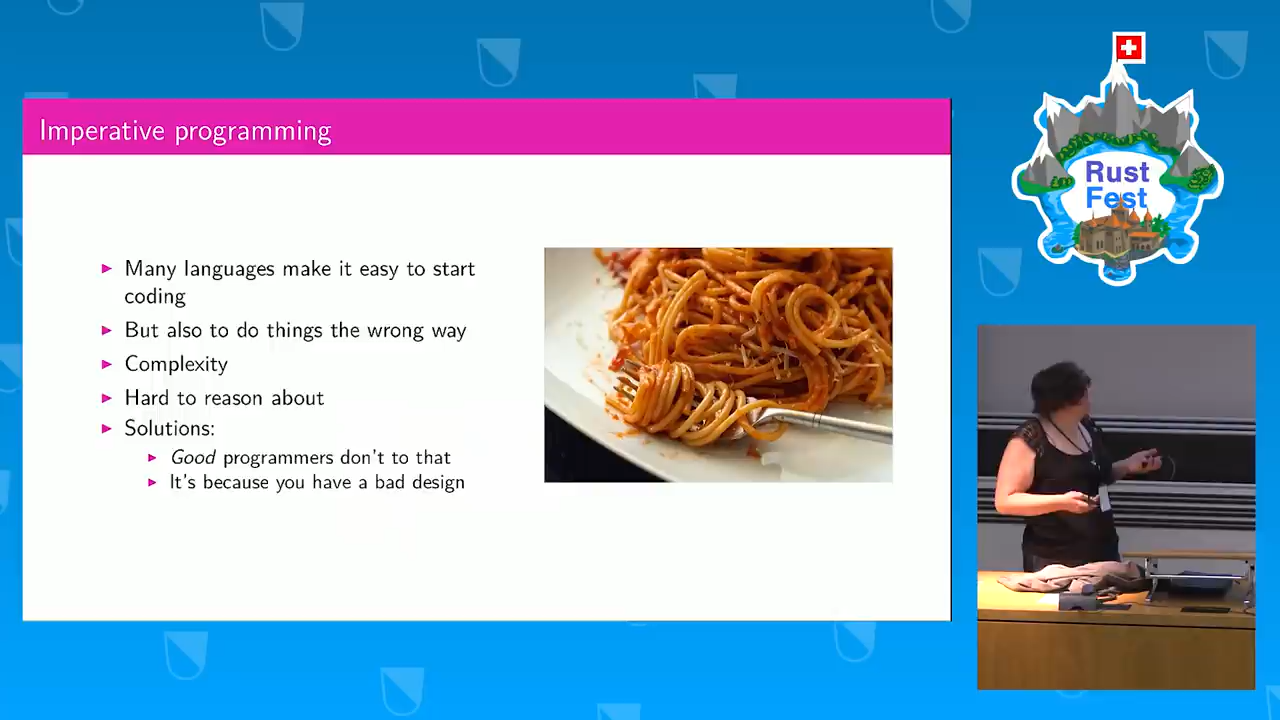 Imperative programming
Many languages make it easy to start
coding
But also to do things the wrong way
Complexity
Hard to reason about
Solutions:
Good programmers don't to that
It's because you have a bad design
Rust
Fest